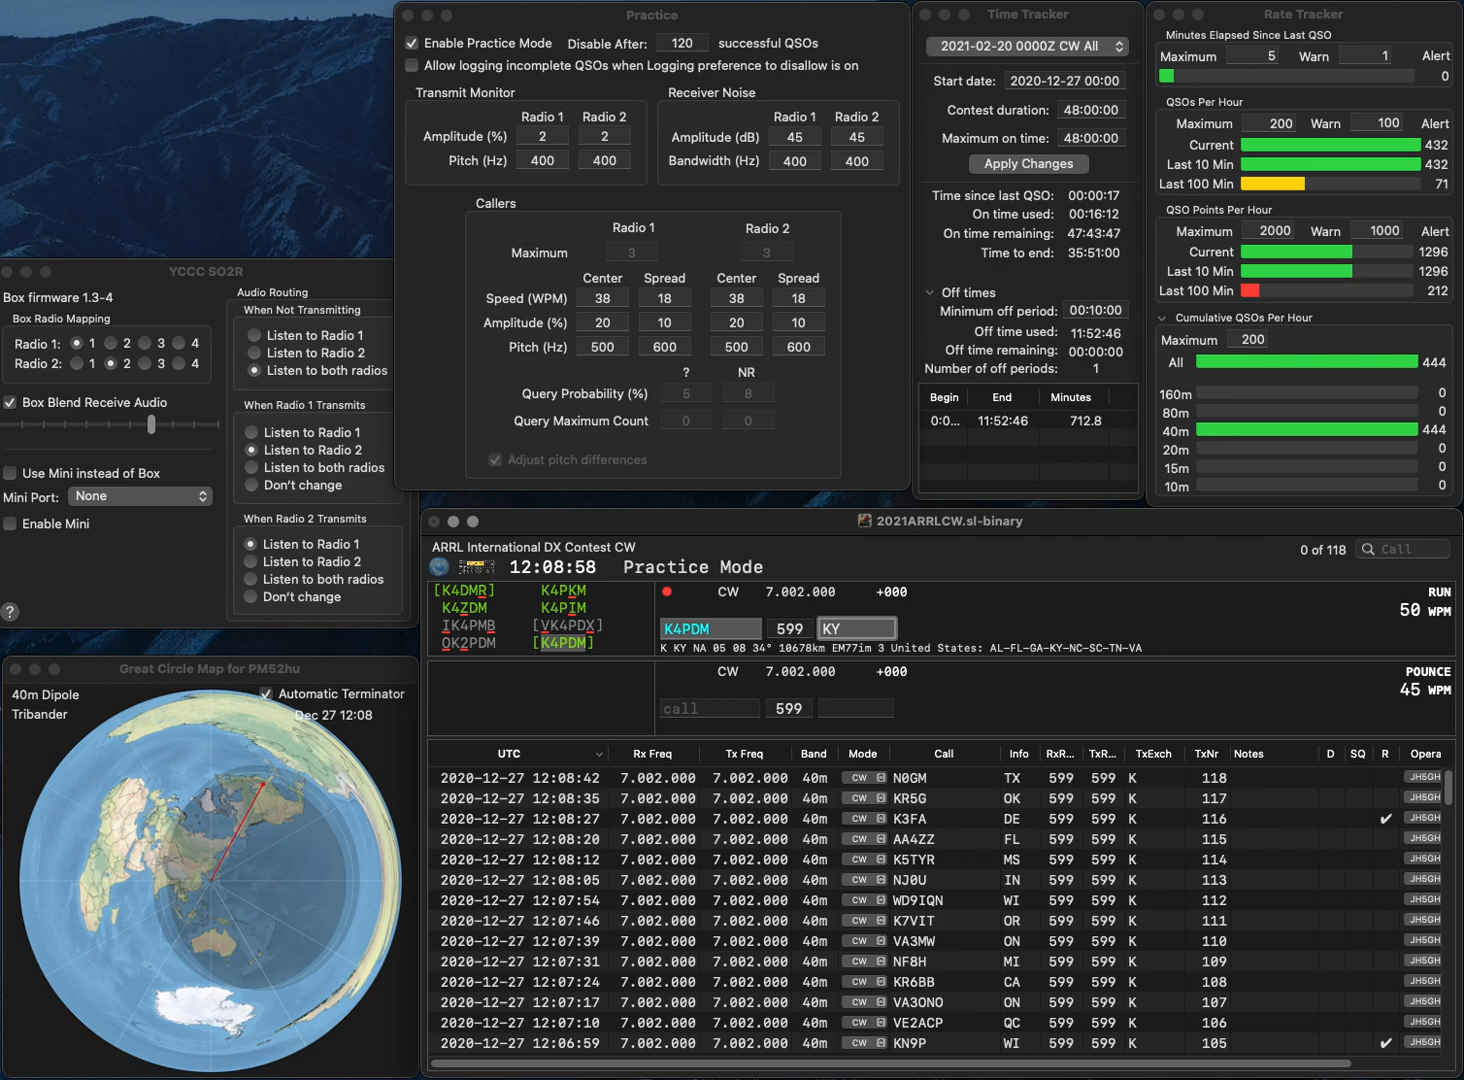 Practice
Enable Practice Mode Disable After: 120 successful QSOs
Allow logging incomplete QSOs when Logging preference to disallow is on
Transmit Monitor
Radio 1 Radio 2
Amplitude (%) 2 2
Pitch (Hz) 400 400
Receiver Noise
Radio 1 Radio 2
Amplitude (dB) 45 45
Bandwidth (Hz) 400 400
Callers
Radio 1 Radio 2
Maximum 3 3
Center Spread Center Spread
Speed (WPM) 38 18 38 18
Amplitude (%) 20 10 20 10
Pitch (Hz) 500 600 500 600
? NR
Query Probability (%) 5 8
Query Maximum Count 0 0
Adjust pitch differences
Time Tracker
2021-02-20 0000Z CW All
Start date: 2020-12-27 00:00
Contest duration: 48:00:00
Maximum on time: 48:00:00
Apply Changes
Time since last QSO: 00:00:17
On time used: 00:16:12
On time remaining: 47:43:47
Time to end: 35:51:00
Off times
Minimum off period: 00:10:00
Off time used: 11:52:46
Off time remaining: 00:00:00
Number of off periods: 1
Begin End Minutes
0:0... 11:52:46 712.8
Rate Tracker
Minutes Elapsed Since Last QSO
Maximum 5 Warn 1 Alert
0
QSOs Per Hour
Maximum 200 Warn 100 Alert
Current 432
Last 10 Min 432
Last 100 Min 71
QSO Points Per Hour
Maximum 2000 Warn 1000 Alert
Current 1296
Last 10 Min 1296
Last 100 Min 212
Cumulative QSOs Per Hour
Maximum 200
All 444
160m 0
80m 0
40m 444
20m 0
15m 0
10m 0
YCCC SO2R
Box firmware 1.3-4
Box Radio Mapping
Radio 1: 1 2 3 4
Radio 2: 1 2 3 4
Box Blend Receive Audio
Use Mini instead of Box
Mini Port: None
Enable Mini
?
Audio Routing
When Not Transmitting
Listen to Radio 1
Listen to Radio 2
Listen to both radios
When Radio 1 Transmits
Listen to Radio 1
Listen to Radio 2
Listen to both radios
Don't change
When Radio 2 Transmits
Listen to Radio 1
Listen to Radio 2
Listen to both radios
Don't change
Great Circle Map for PM52hu
40m Dipole
Tribander
Automatic Terminator
Dec 27 12:08
2021ARRLCW.sl-binary
ARRL International DX Contest CW
12:08:58 Practice Mode
0 of 118 Call
[K4DMR] K4PKM
K4ZDM K4PIM
IK4PMB [VK4PDX]
OK2PDM [K4PDM]
CW 7.002.000 +000 RUN
50 WPM
K4PDM 599 KY
K KY NA 05 08 34° 10678km EM77im 3 United States: AL-FL-GA-KY-NC-SC-TN-VA
CW 7.002.000 +000 POUNCE
45 WPM
call 599
UTC Rx Freq Tx Freq Band Mode Call Info RxR... TxR... TxExch TxNr Notes D SQ R Opera
2020-12-27 12:08:42 7.002.000 7.002.000 40m CW N0GM TX 599 599 K 118 JH5GH
2020-12-27 12:08:35 7.002.000 7.002.000 40m CW KR5G OK 599 599 K 117 JH5GH
2020-12-27 12:08:27 7.002.000 7.002.000 40m CW K3FA DE 599 599 K 116 ✔ JH5GH
2020-12-27 12:08:20 7.002.000 7.002.000 40m CW AA4ZZ FL 599 599 K 115 JH5GH
2020-12-27 12:08:12 7.002.000 7.002.000 40m CW K5TYR MS 599 599 K 114 JH5GH
2020-12-27 12:08:05 7.002.000 7.002.000 40m CW NJ0U IN 599 599 K 113 JH5GH
2020-12-27 12:07:54 7.002.000 7.002.000 40m CW WD9IQN WI 599 599 K 112 JH5GH
2020-12-27 12:07:46 7.002.000 7.002.000 40m CW K7VIT OR 599 599 K 111 JH5GH
2020-12-27 12:07:39 7.002.000 7.002.000 40m CW VA3MW ON 599 599 K 110 JH5GH
2020-12-27 12:07:31 7.002.000 7.002.000 40m CW NF8H MI 599 599 K 109 JH5GH
2020-12-27 12:07:24 7.002.000 7.002.000 40m CW KR6BB CA 599 599 K 108 JH5GH
2020-12-27 12:07:17 7.002.000 7.002.000 40m CW VA3ONO ON 599 599 K 107 JH5GH
2020-12-27 12:07:10 7.002.000 7.002.000 40m CW VE2ACP QC 599 599 K 106 JH5GH
2020-12-27 12:06:59 7.002.000 7.002.000 40m CW KN9P WI 599 599 K 105 ✔ JH5GH